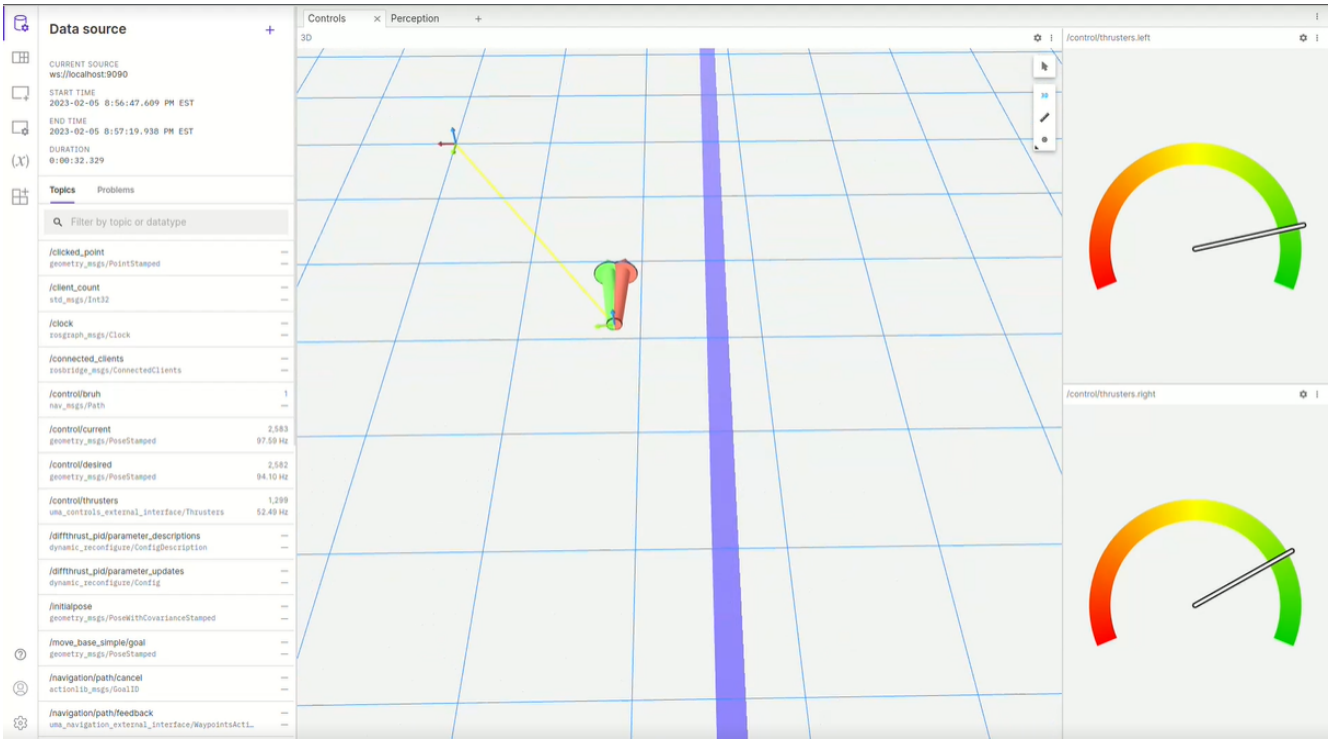 Data source
+
CURRENT SOURCE
ws://localhost:9090
START TIME
2023-02-05 8:56:47.609 PM EST
END TIME
2023-02-05 8:57:19.938 PM EST
DURATION
0:00:32.329
Topics Problems
Filter by topic or datatype
/clicked_point —
geometry_msgs/PointStamped —
/client_count —
std_msgs/Int32 —
/clock —
rosgraph_msgs/Clock —
/connected_clients —
rosbridge_msgs/ConnectedClients —
/control/bruh 1
nav_msgs/Path —
/control/current 2,583
geometry_msgs/PoseStamped 97.59 Hz
/control/desired 2,582
geometry_msgs/PoseStamped 94.10 Hz
/control/thrusters 1,299
uma_controls_external_interface/Thrusters 52.49 Hz
/diffthrust_pid/parameter_descriptions —
dynamic_reconfigure/ConfigDescription —
/diffthrust_pid/parameter_updates —
dynamic_reconfigure/Config —
/initialpose —
geometry_msgs/PoseWithCovarianceStamped —
/move_base_simple/goal —
geometry_msgs/PoseStamped —
/navigation/path/cancel —
actionlib_msgs/GoalID —
/navigation/path/feedback —
uma_navigation_external_interface/WaypointsActi… —
(x)
Controls × Perception +
3D
3D
/control/thrusters.left
/control/thrusters.right